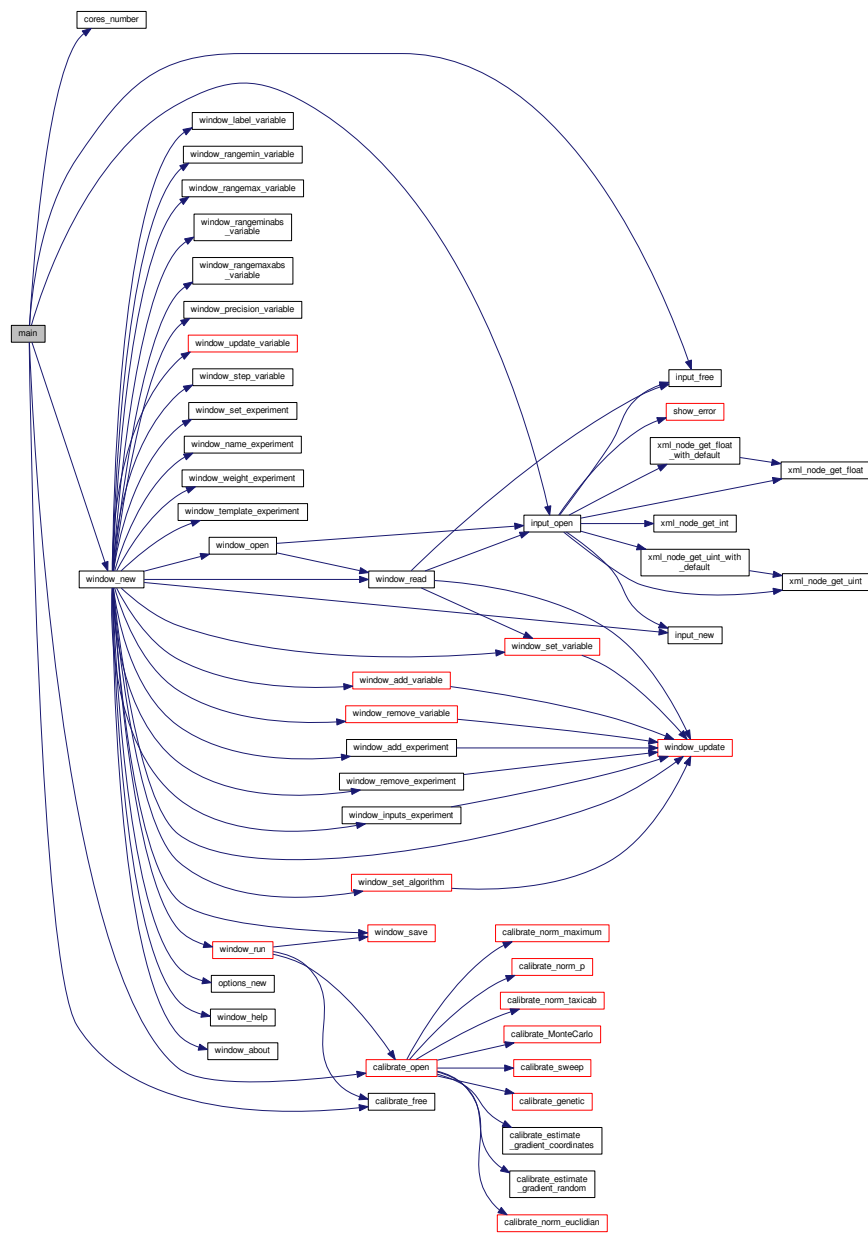 cores_number
window_label_variable
window_rangemin_variable
window_rangemax_variable
window_rangeminabs
_variable
window_rangemaxabs
_variable
window_precision_variable
main
window_update_variable
window_step_variable
input_free
window_set_experiment
show_error
window_name_experiment
xml_node_get_float
_with_default
xml_node_get_float
window_weight_experiment
window_template_experiment
input_open
xml_node_get_int
window_open
xml_node_get_uint_with
_default
window_new
window_read
xml_node_get_uint
input_new
window_set_variable
window_add_variable
window_remove_variable
window_add_experiment
window_update
window_remove_experiment
window_inputs_experiment
window_set_algorithm
window_save
calibrate_norm_maximum
window_run
calibrate_norm_p
options_new
calibrate_norm_taxicab
window_help
calibrate_MonteCarlo
window_about
calibrate_open
calibrate_sweep
calibrate_free
calibrate_genetic
calibrate_estimate
_gradient_coordinates
calibrate_estimate
_gradient_random
calibrate_norm_euclidian